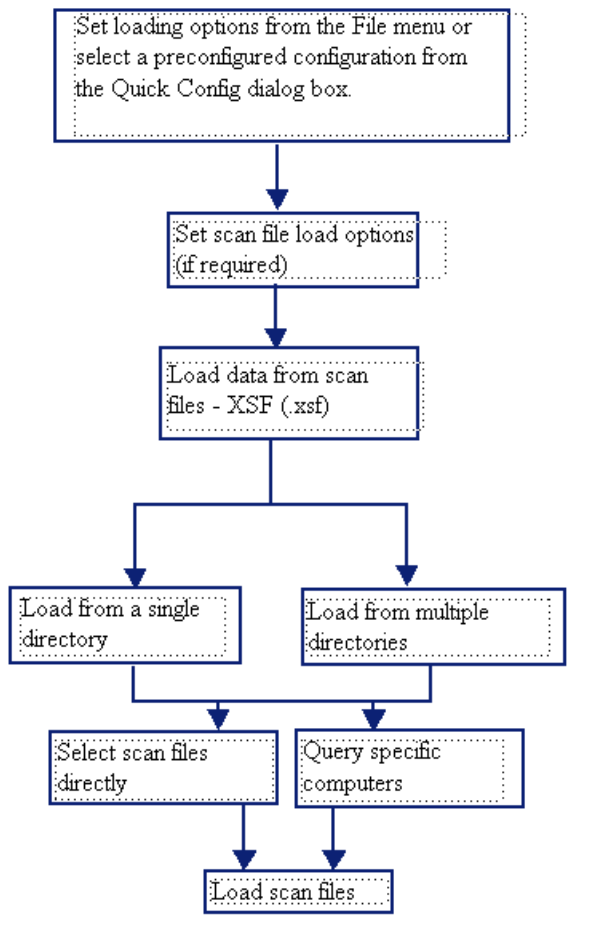 Set loading options from the File menu or
select a preconfigured configuration from
the Quick Config dialog box.
Set scan file load options
(if required)
Load data from scan
files - XSF (.xsf)
Load from a single
directory
Load from multiple
directories
Select scan files
directly
Query specific
computers
Load scan files